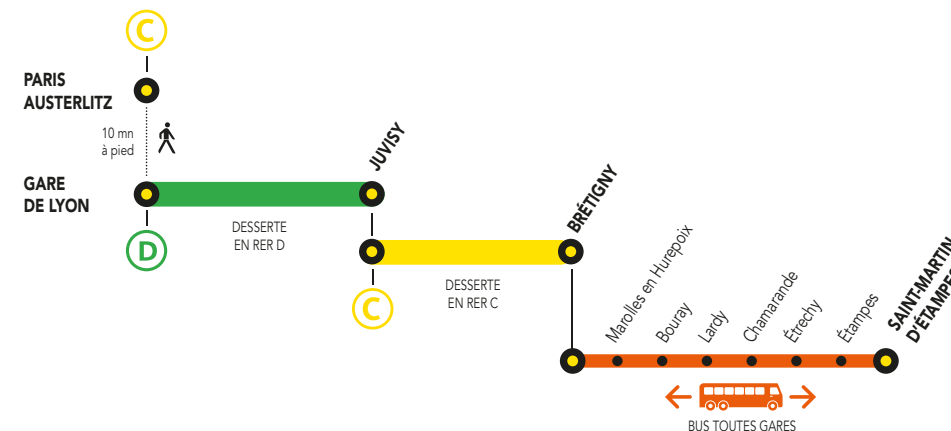 C
PARIS
AUSTERLITZ
10 mn
à pied
GARE
DE LYON
D
DESSERTE
EN RER D
JUVISY
C
DESSERTE
EN RER C
BRÉTIGNY
Marolles en Hurepoix
Bouray
Lardy
Chamarande
Étrechy
Étampes
SAINT-MARTIN
D'ÉTAMPES
BUS TOUTES GARES